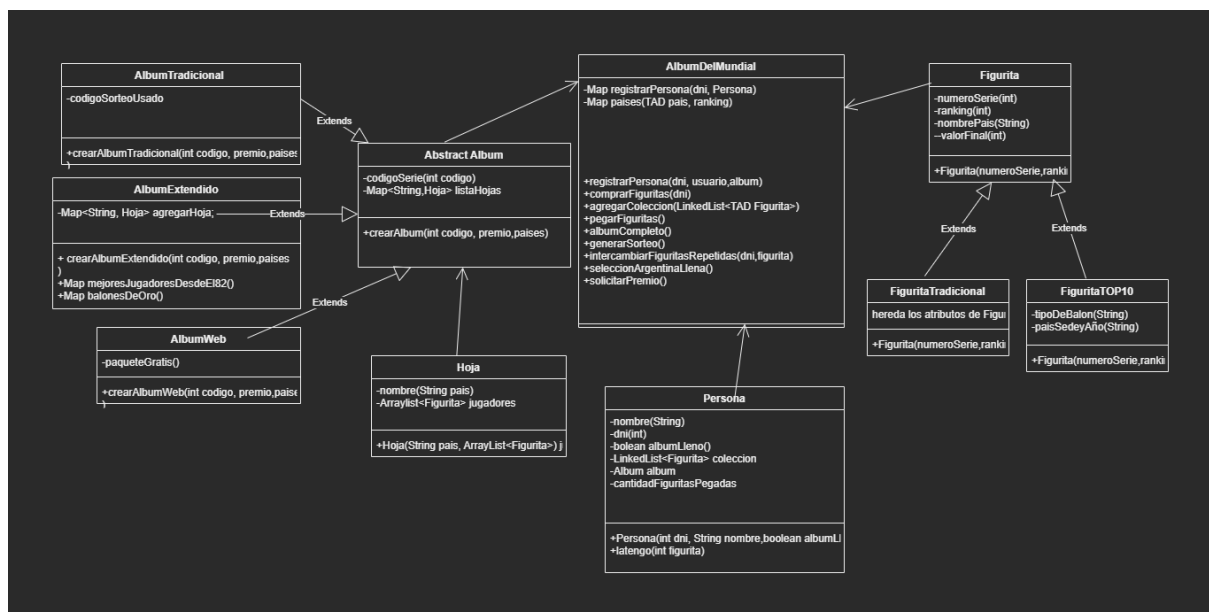 AlbumTradicional
-codigoSorteoUsado
+crearAlbumTradicional(int codigo, premio,paises
)
Extends
AlbumExtendido
-Map<String, Hoja> agregarHoja;
+ crearAlbumExtendido(int codigo, premio,paises
)
+Map mejoresJugadoresDesdeEl82()
+Map balonesDeOro()
Extends
AlbumWeb
-paqueteGratis()
+crearAlbumWeb(int codigo, premio,paise
)
Extends
Abstract Album
-codigoSerie(int codigo)
-Map<String,Hoja> listaHojas
+crearAlbum(int codigo, premio,paises)
Hoja
-nombre(String pais)
-Arraylist<Figurita> jugadores
+Hoja(String pais, ArrayList<Figurita>) j
AlbumDelMundial
-Map registrarPersona(dni, Persona)
-Map paises(TAD pais, ranking)
+registrarPersona(dni, usuario,album)
+comprarFiguritas(dni)
+agregarColeccion(LinkedList<TAD Figurita>)
+pegarFiguritas()
+albumCompleto()
+generarSorteo()
+intercambiarFiguritasRepetidas(dni,figurita)
+seleccionArgentinaLlena()
+solicitarPremio()
Persona
-nombre(String)
-dni(int)
-bolean albumLleno()
-LinkedList<Figurita> coleccion
-Album album
-cantidadFiguritasPegadas
+Persona(int dni, String nombre,boolean albumLl
+latengo(int figurita)
Figurita
-numeroSerie(int)
-ranking(int)
-nombrePais(String)
--valorFinal(int)
+Figurita(numeroSerie,ranki
Extends
Extends
FiguritaTradicional
hereda los atributos de Figu
+Figurita(numeroSerie,ranki
FiguritaTOP10
-tipoDeBalon(String)
-paisSedeyAño(String)
+Figurita(numeroSerie,ranki